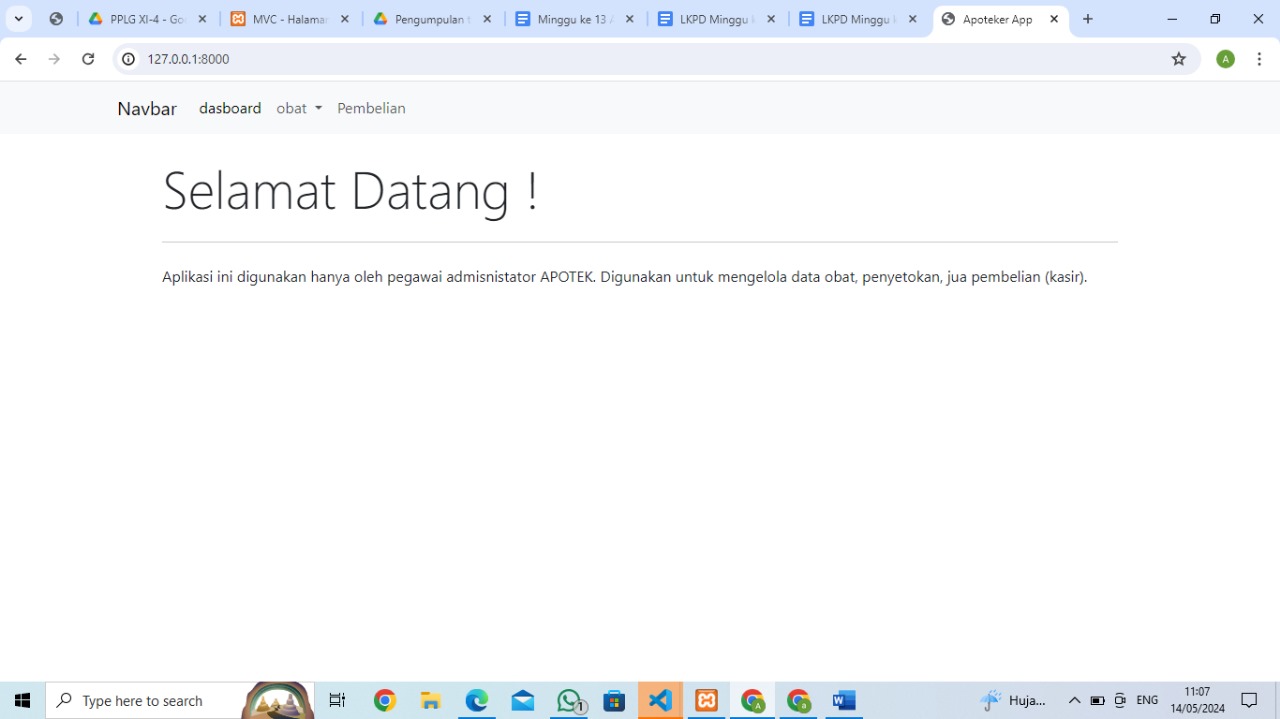 PPLG XI-4 - Go
MVC - Halaman
Pengumpulan t
Minggu ke 13
LKPD Minggu
LKPD Minggu
Apoteker App
127.0.0.1:8000
A
Navbar dasboard obat Pembelian
Selamat Datang !
Aplikasi ini digunakan hanya oleh pegawai admisnistator APOTEK. Digunakan untuk mengelola data obat, penyetokan, jua pembelian (kasir).
Type here to search
1
Huja...
ENG
11:07
14/05/2024